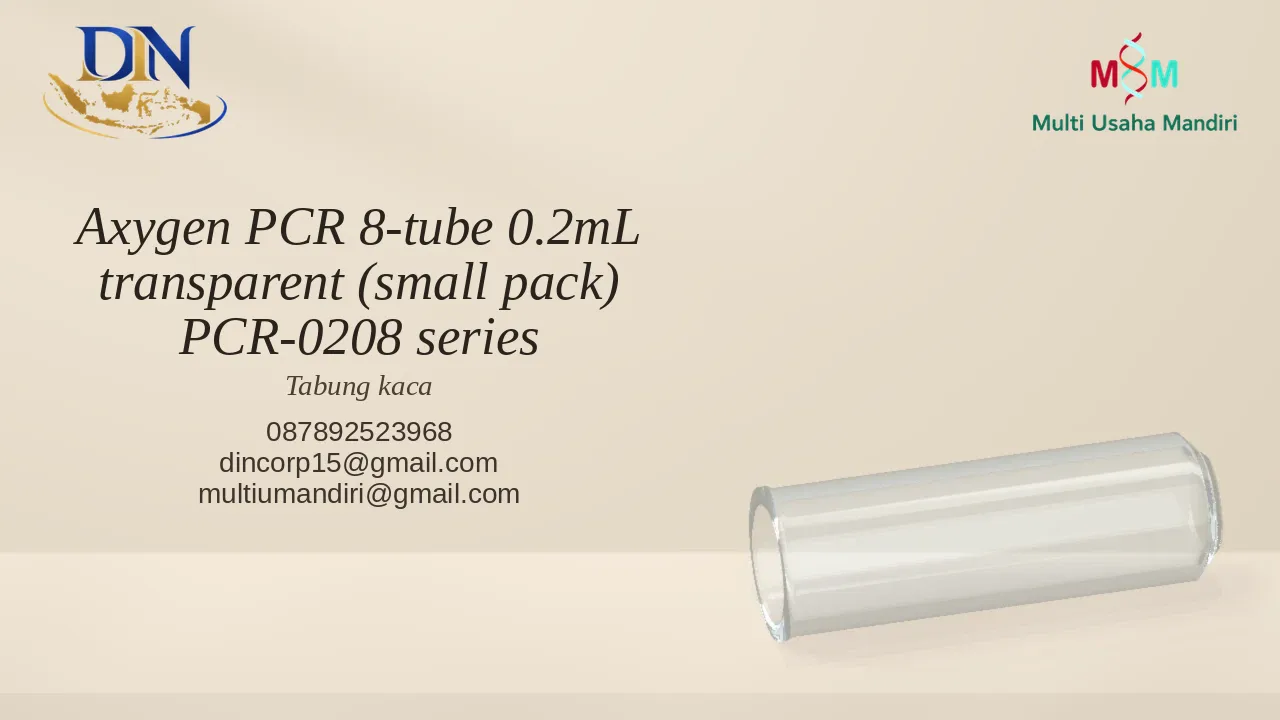 DIN
M M
Multi Usaha Mandiri
Axygen PCR 8-tube 0.2mL
transparent (small pack)
PCR-0208 series
Tabung kaca
087892523968
dincorp15@gmail.com
multiumandiri@gmail.com